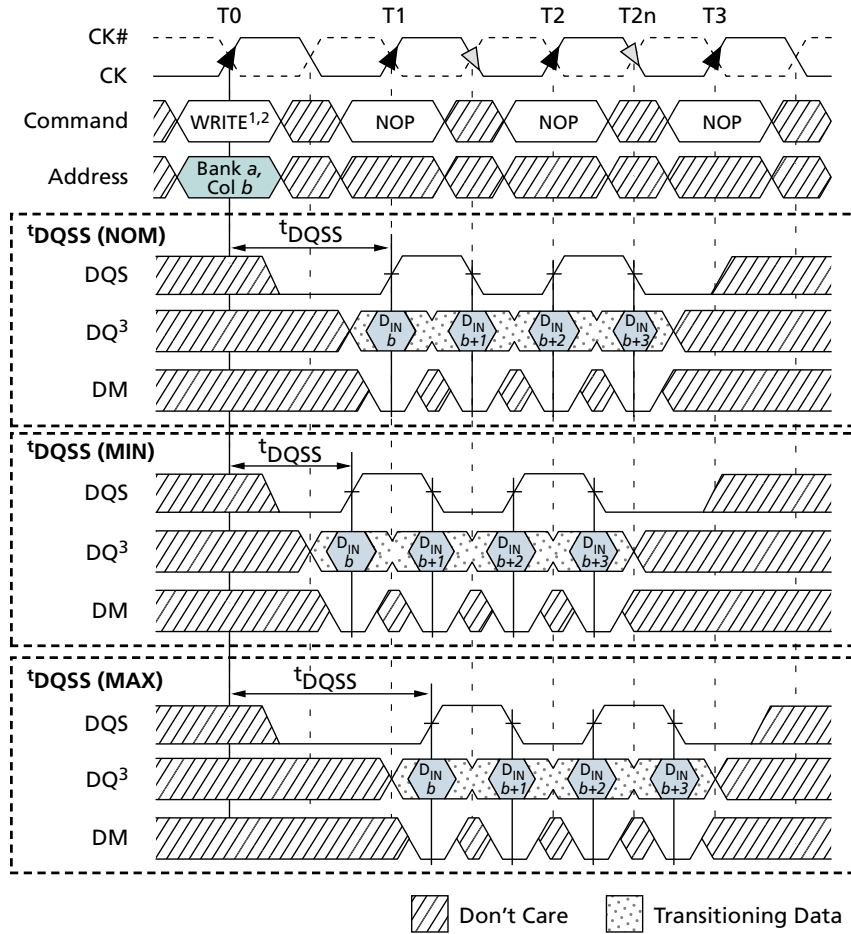 T0 T1 T2 T2n T3
CK#
CK
Command WRITE1,2 NOP NOP NOP
Address Bank a,
Col b
tDQSS (NOM) tDQSS
DQS
DQ3 DIN b DIN b+1 DIN b+2 DIN b+3
DM
tDQSS (MIN) tDQSS
DQS
DQ3 DIN b DIN b+1 DIN b+2 DIN b+3
DM
tDQSS (MAX) tDQSS
DQS
DQ3 DIN b DIN b+1 DIN b+2 DIN b+3
DM
Don't Care Transitioning Data